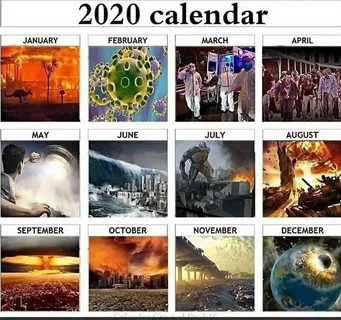 2020 calendar
JANUARY FEBRUARY MARCH APRIL
MAY JUNE JULY AUGUST
SEPTEMBER OCTOBER NOVEMBER DECEMBER